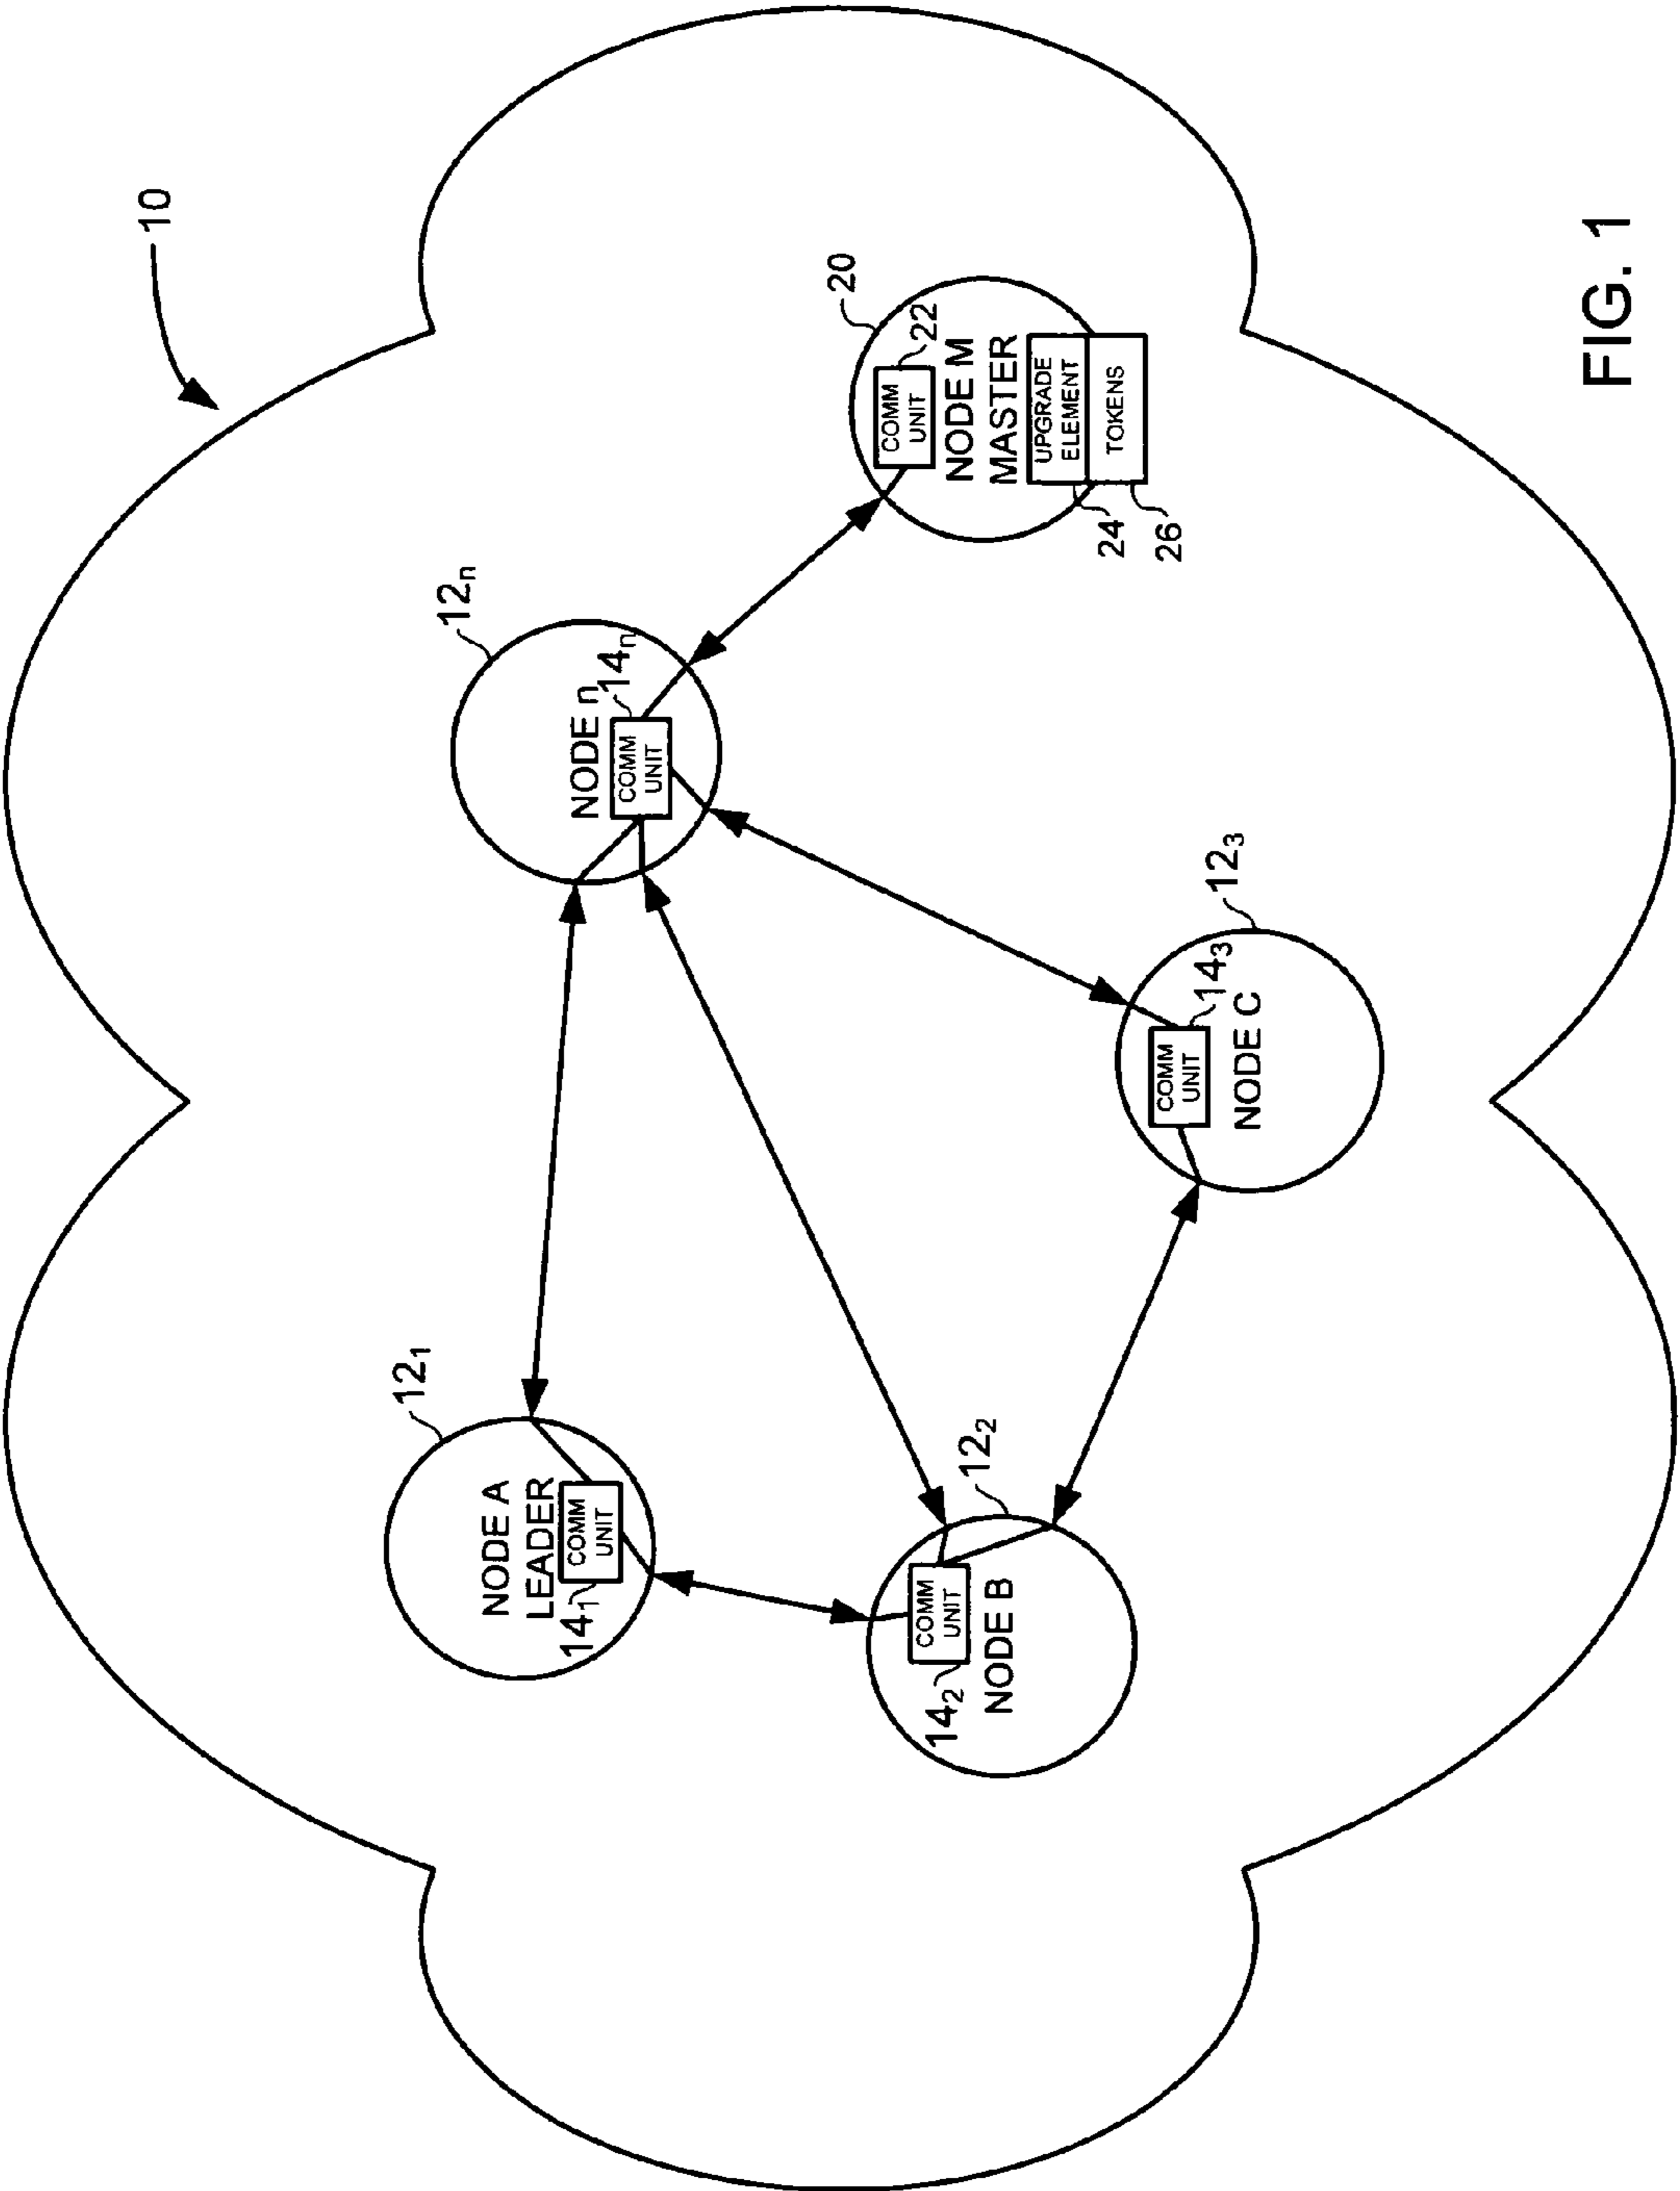 10
12₁
NODE A
LEADER
COMM
UNIT
14₁
12ₙ
NODE n
14ₙ
COMM
UNIT
20
COMM
UNIT
22
NODE M
MASTER
UPGRADE
ELEMENT
TOKENS
24
26
12₂
COMM
UNIT
14₂
NODE B
12₃
14₃
COMM
UNIT
NODE C
FIG. 1